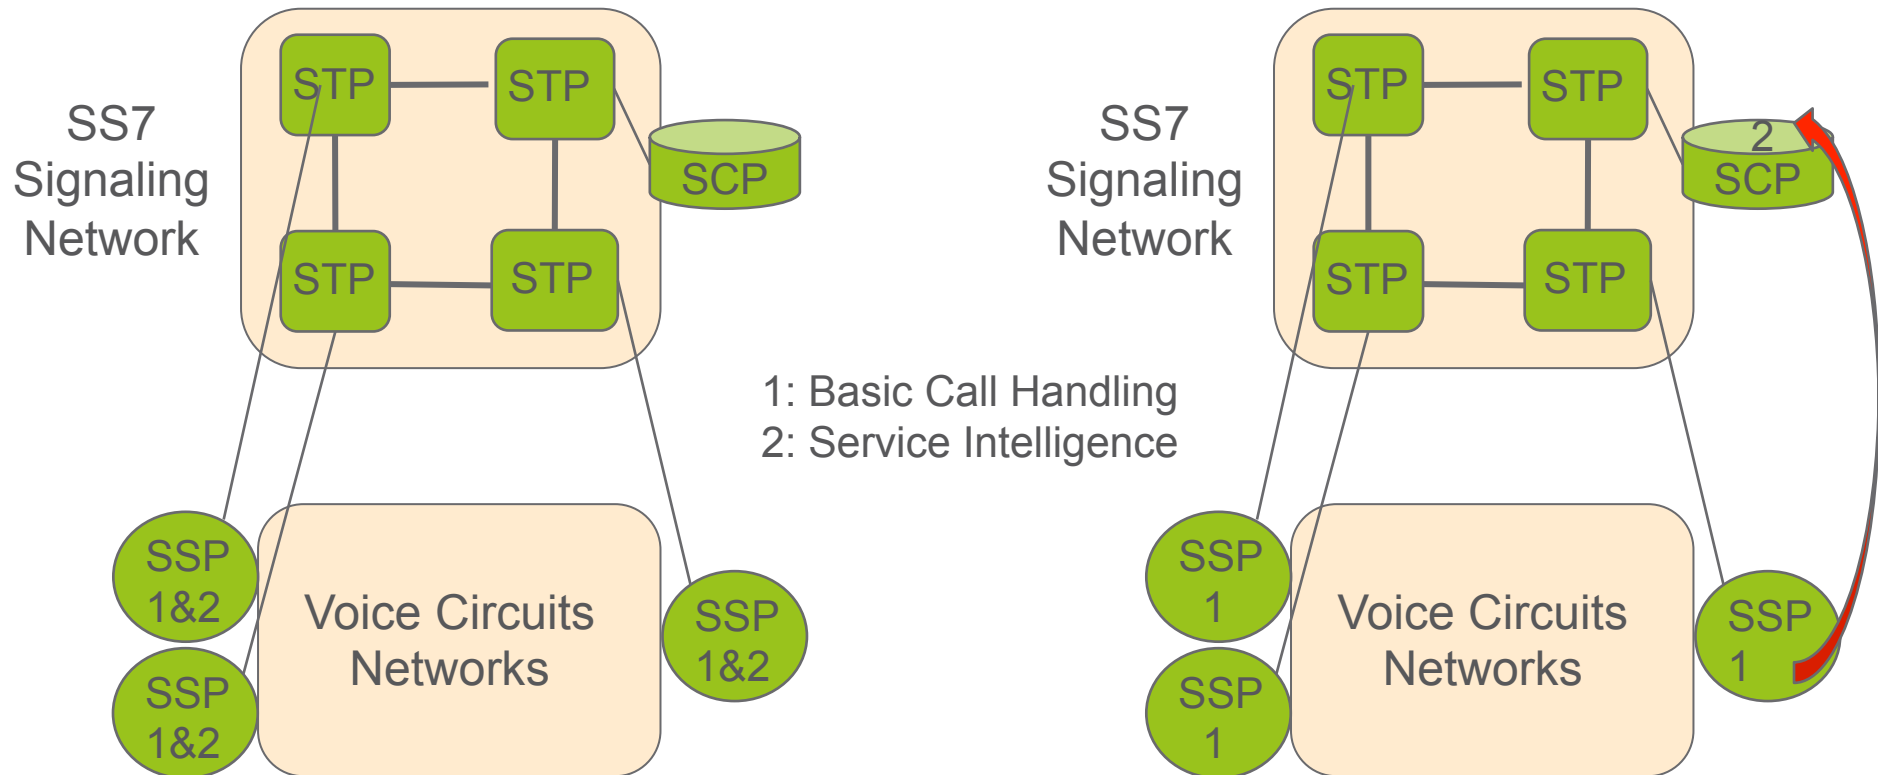 SS7
Signaling
Network
STP
STP
STP
STP
SCP
SSP
1&2
SSP
1&2
SSP
1&2
Voice Circuits
Networks
1: Basic Call Handling
2: Service Intelligence
SS7
Signaling
Network
STP
STP
STP
STP
2
SCP
SSP
1
SSP
1
SSP
1
Voice Circuits
Networks